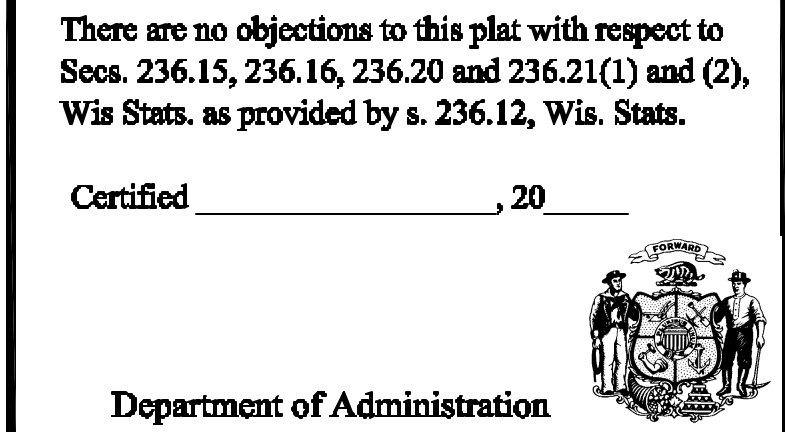 There are no objections to this plat with respect to
Secs. 236.15, 236.16, 236.20 and 236.21(1) and (2),
Wis Stats. as provided by s. 236.12, Wis. Stats.
Certified __________________, 20_____
FORWARD
Department of Administration